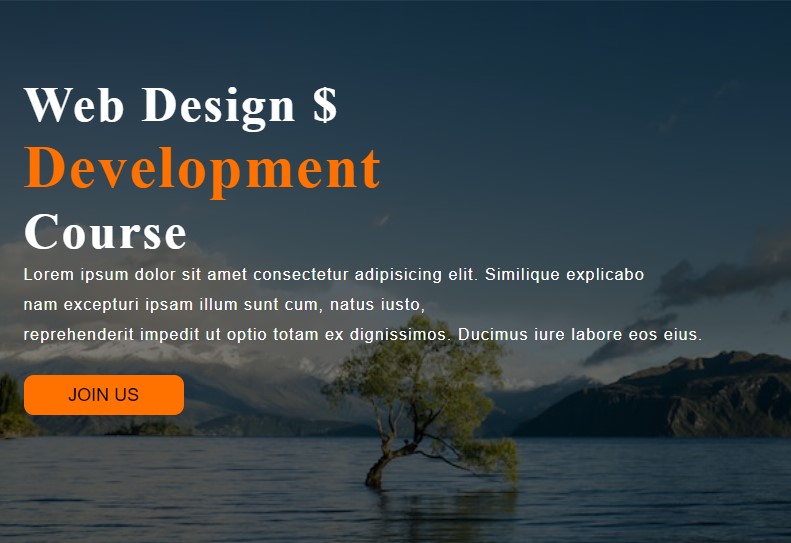 Web Design $
Development
Course
Lorem ipsum dolor sit amet consectetur adipisicing elit. Similique explicabo
nam excepturi ipsam illum sunt cum, natus iusto,
reprehenderit impedit ut optio totam ex dignissimos. Ducimus iure labore eos eius.
JOIN US